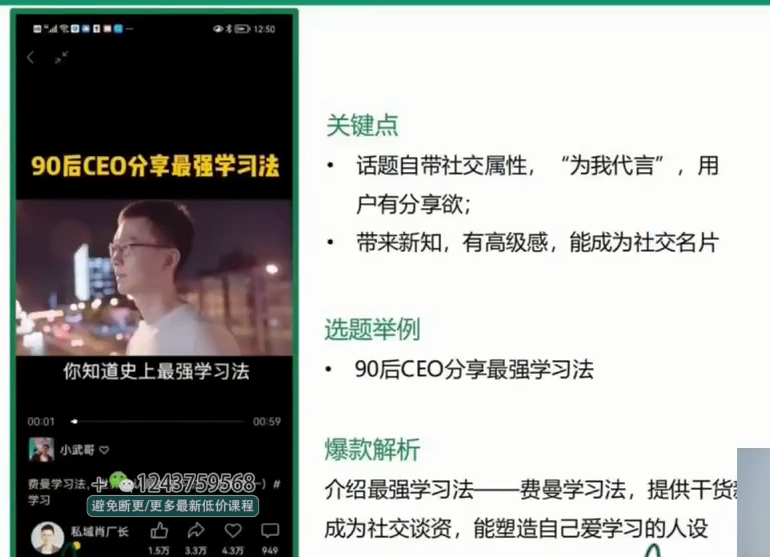 12:50
90后CEO分享最强学习法
你知道史上最强学习法
00:01
00:59
小武哥
费曼学习法，
#
学习
+1243759568
避免断更/更多最新低价课程
私域肖厂长
1.5万
3.3万
4.3万
949
关键点
• 话题自带社交属性，“为我代言”，用
户有分享欲；
• 带来新知，有高级感，能成为社交名片
选题举例
• 90后CEO分享最强学习法
爆款解析
介绍最强学习法——费曼学习法，提供干货
成为社交谈资，能塑造自己爱学习的人设